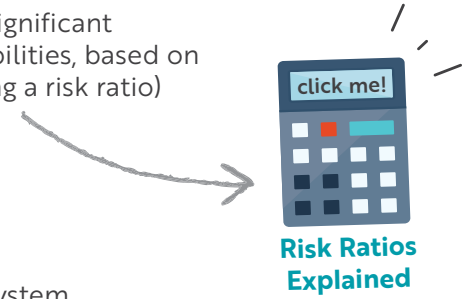 ignificant
bilities, based on
g a risk ratio)
click me!
Risk Ratios
Explained
ystem